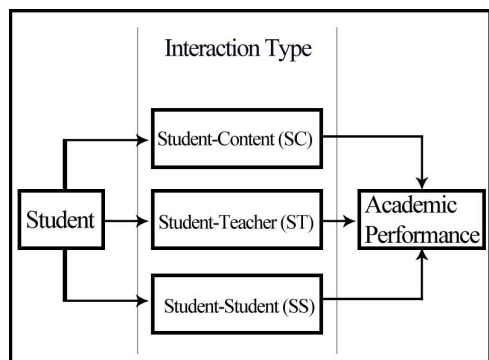 Interaction Type
Student-Content (SC)
Student
Student-Teacher (ST)
Academic
Performance
Student-Student (SS)